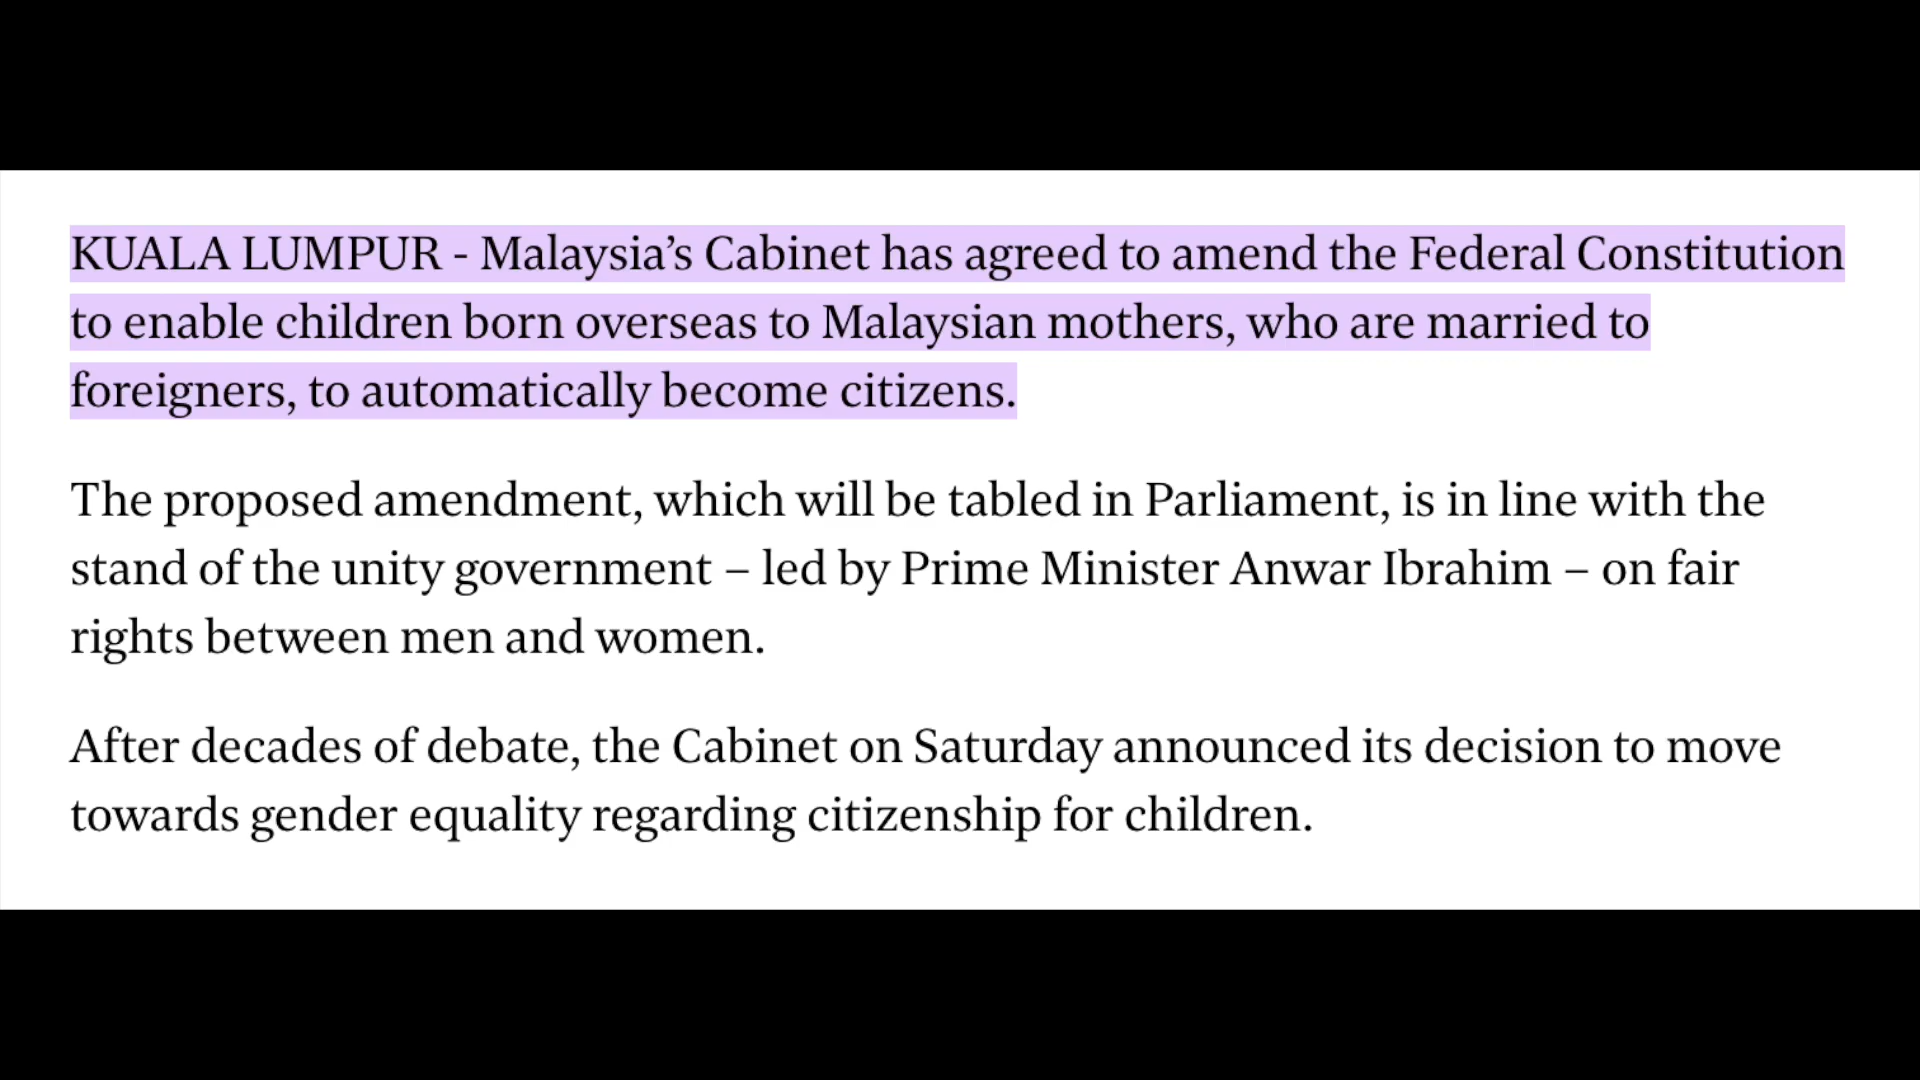 KUALA LUMPUR - Malaysia’s Cabinet has agreed to amend the Federal Constitution
to enable children born overseas to Malaysian mothers, who are married to
foreigners, to automatically become citizens.
The proposed amendment, which will be tabled in Parliament, is in line with the
stand of the unity government – led by Prime Minister Anwar Ibrahim – on fair
rights between men and women.
After decades of debate, the Cabinet on Saturday announced its decision to move
towards gender equality regarding citizenship for children.